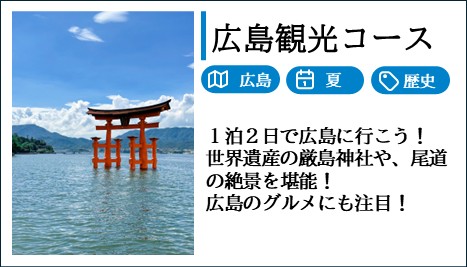 広島観光コース
広島
夏
歴史
１泊２日で広島に行こう！
世界遺産の厳島神社や、尾道
の絶景を堪能！
広島のグルメにも注目！